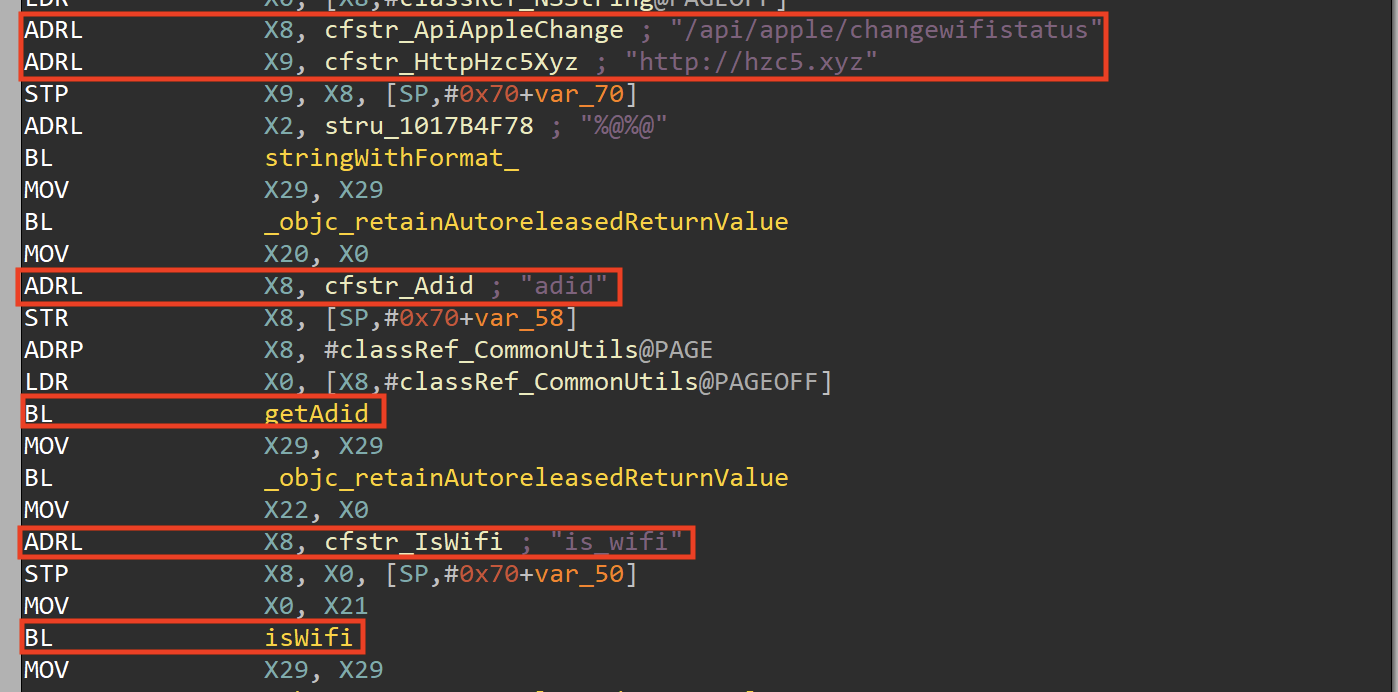 LDR X0, [X8,#classRef_NSString@PAGEOFF]
ADRL X8, cfstr_ApiAppleChange ; "/api/apple/changewifistatus"
ADRL X9, cfstr_HttpHzc5Xyz ; "http://hzc5.xyz"
STP X9, X8, [SP,#0x70+var_70]
ADRL X2, stru_1017B4F78 ; "%@%@"
BL stringWithFormat_
MOV X29, X29
BL _objc_retainAutoreleasedReturnValue
MOV X20, X0
ADRL X8, cfstr_Adid ; "adid"
STR X8, [SP,#0x70+var_58]
ADRP X8, #classRef_CommonUtils@PAGE
LDR X0, [X8,#classRef_CommonUtils@PAGEOFF]
BL getAdid
MOV X29, X29
BL _objc_retainAutoreleasedReturnValue
MOV X22, X0
ADRL X8, cfstr_IsWifi ; "is_wifi"
STP X8, X0, [SP,#0x70+var_50]
MOV X0, X21
BL isWifi
MOV X29, X29